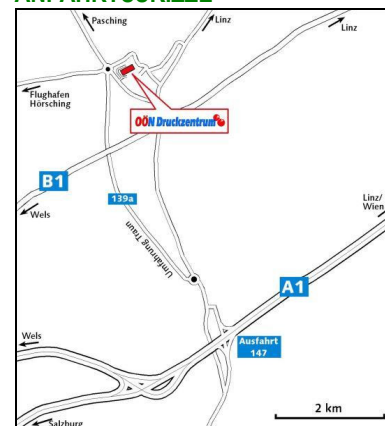 ANFAHRTSSKIZZE
Pasching
Linz
Linz
Flughafen
Hörsching
OÖN Druckzentrum
B1
Wels
139a
Linz/
Wien
Umfahrung Traun
A1
Wels
Ausfahrt
147
2 km
Salzburg